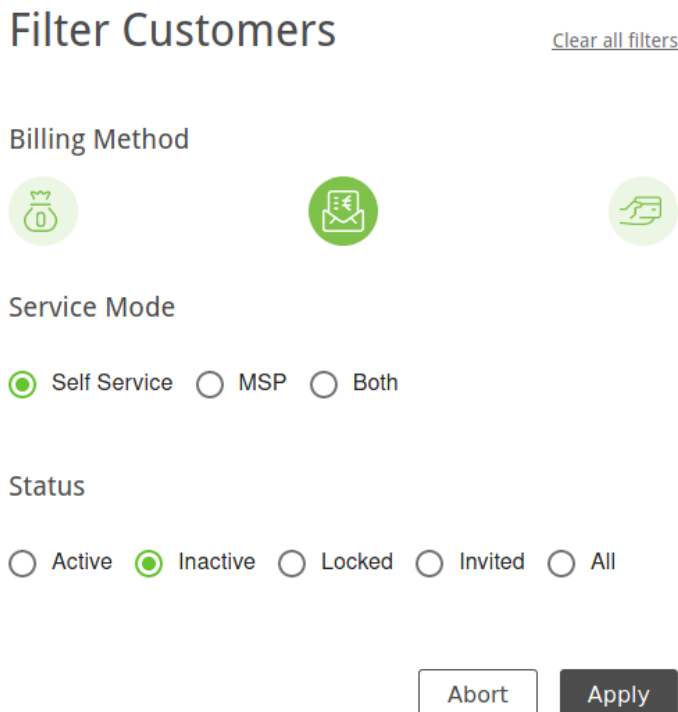 Filter Customers
Clear all filters
Billing Method
0 €
Service Mode
Self Service MSP Both
Status
Active Inactive Locked Invited All
Abort Apply